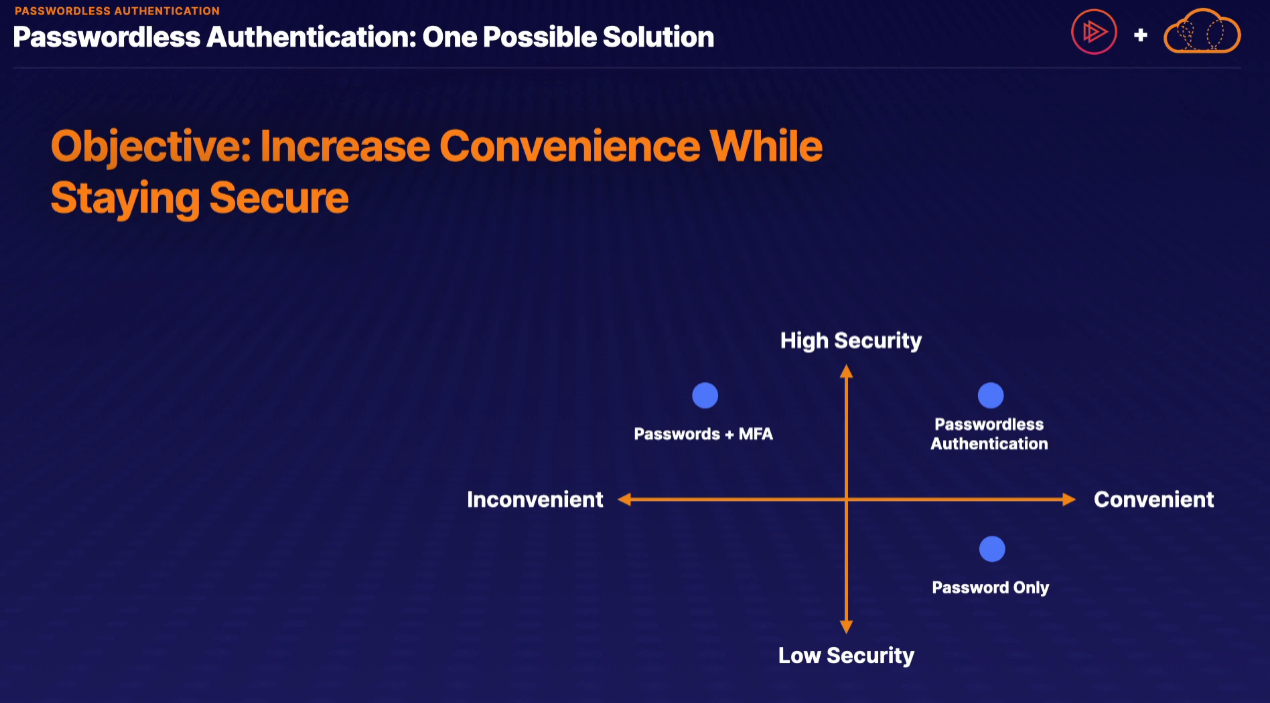 PASSWORDLESS AUTHENTICATION
Passwordless Authentication: One Possible Solution
+
Objective: Increase Convenience While
Staying Secure
High Security
Passwords + MFA
Passwordless
Authentication
Inconvenient
Convenient
Password Only
Low Security